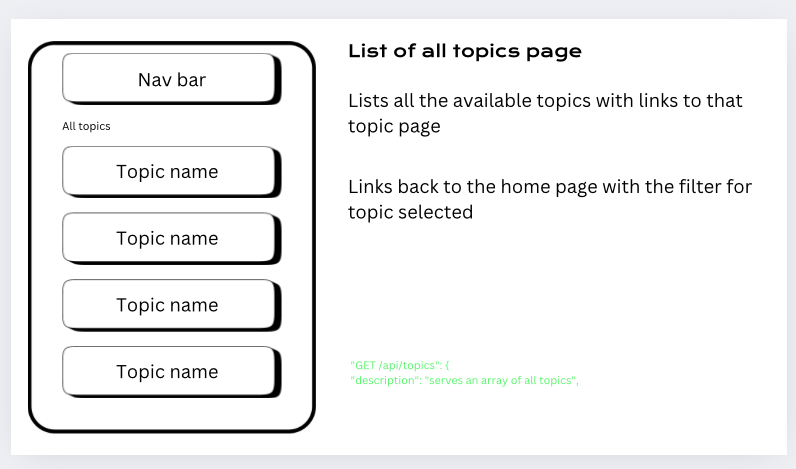 Nav bar
All topics
Topic name
Topic name
Topic name
Topic name
List of all topics page
Lists all the available topics with links to that
topic page
Links back to the home page with the filter for
topic selected
"GET /api/topics": {
"description": "serves an array of all topics",